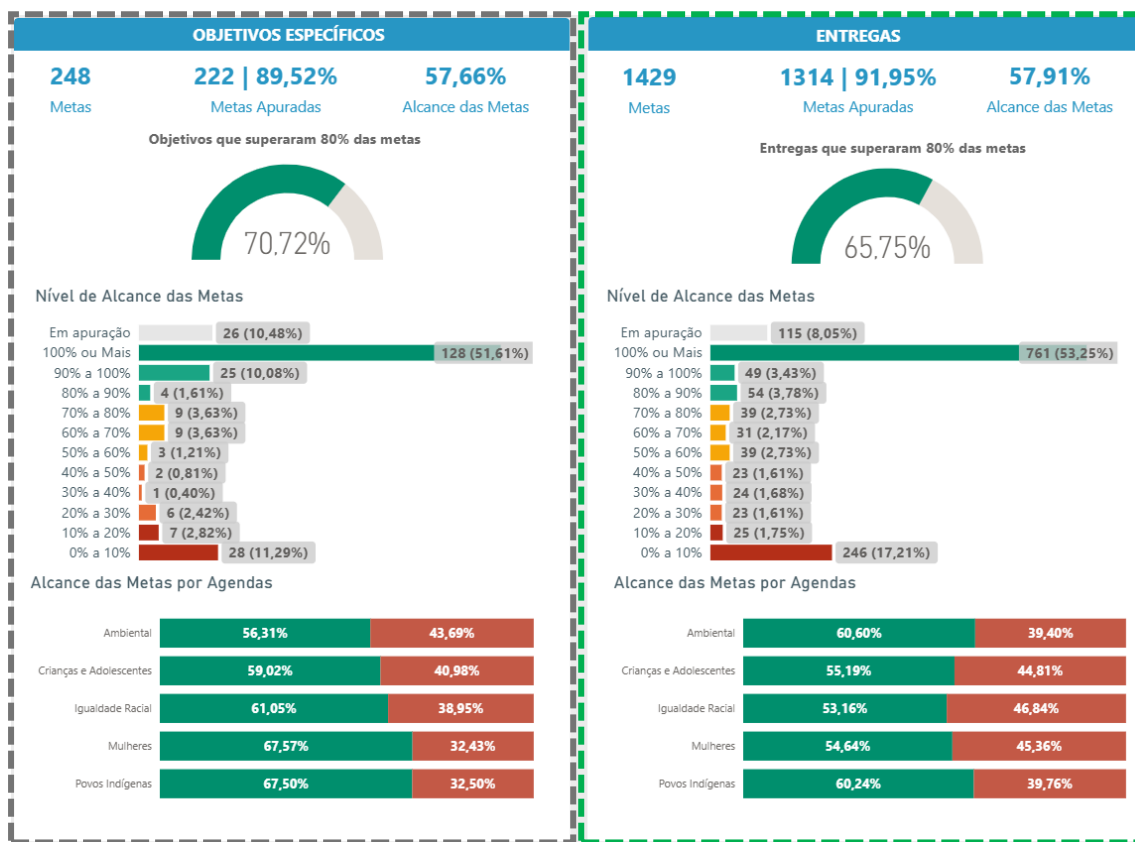 OBJETIVOS ESPECÍFICOS
248
222 | 89,52%
57,66%
Metas
Metas Apuradas
Alcance das Metas
Objetivos que superaram 80% das metas
70,72%
Nível de Alcance das Metas
Em apuração 26 (10,48%)
100% ou Mais 128 (51,61%)
90% a 100% 25 (10,08%)
80% a 90% 4 (1,61%)
70% a 80% 9 (3,63%)
60% a 70% 9 (3,63%)
50% a 60% 3 (1,21%)
40% a 50% 2 (0,81%)
30% a 40% 1 (0,40%)
20% a 30% 6 (2,42%)
10% a 20% 7 (2,82%)
0% a 10% 28 (11,29%)
Alcance das Metas por Agendas
Ambiental 56,31% 43,69%
Crianças e Adolescentes 59,02% 40,98%
Igualdade Racial 61,05% 38,95%
Mulheres 67,57% 32,43%
Povos Indígenas 67,50% 32,50%
ENTREGAS
1429
1314 | 91,95%
57,91%
Metas
Metas Apuradas
Alcance das Metas
Entregas que superaram 80% das metas
65,75%
Nível de Alcance das Metas
Em apuração 115 (8,05%)
100% ou Mais 761 (53,25%)
90% a 100% 49 (3,43%)
80% a 90% 54 (3,78%)
70% a 80% 39 (2,73%)
60% a 70% 31 (2,17%)
50% a 60% 39 (2,73%)
40% a 50% 23 (1,61%)
30% a 40% 24 (1,68%)
20% a 30% 23 (1,61%)
10% a 20% 25 (1,75%)
0% a 10% 246 (17,21%)
Alcance das Metas por Agendas
Ambiental 60,60% 39,40%
Crianças e Adolescentes 55,19% 44,81%
Igualdade Racial 53,16% 46,84%
Mulheres 54,64% 45,36%
Povos Indígenas 60,24% 39,76%